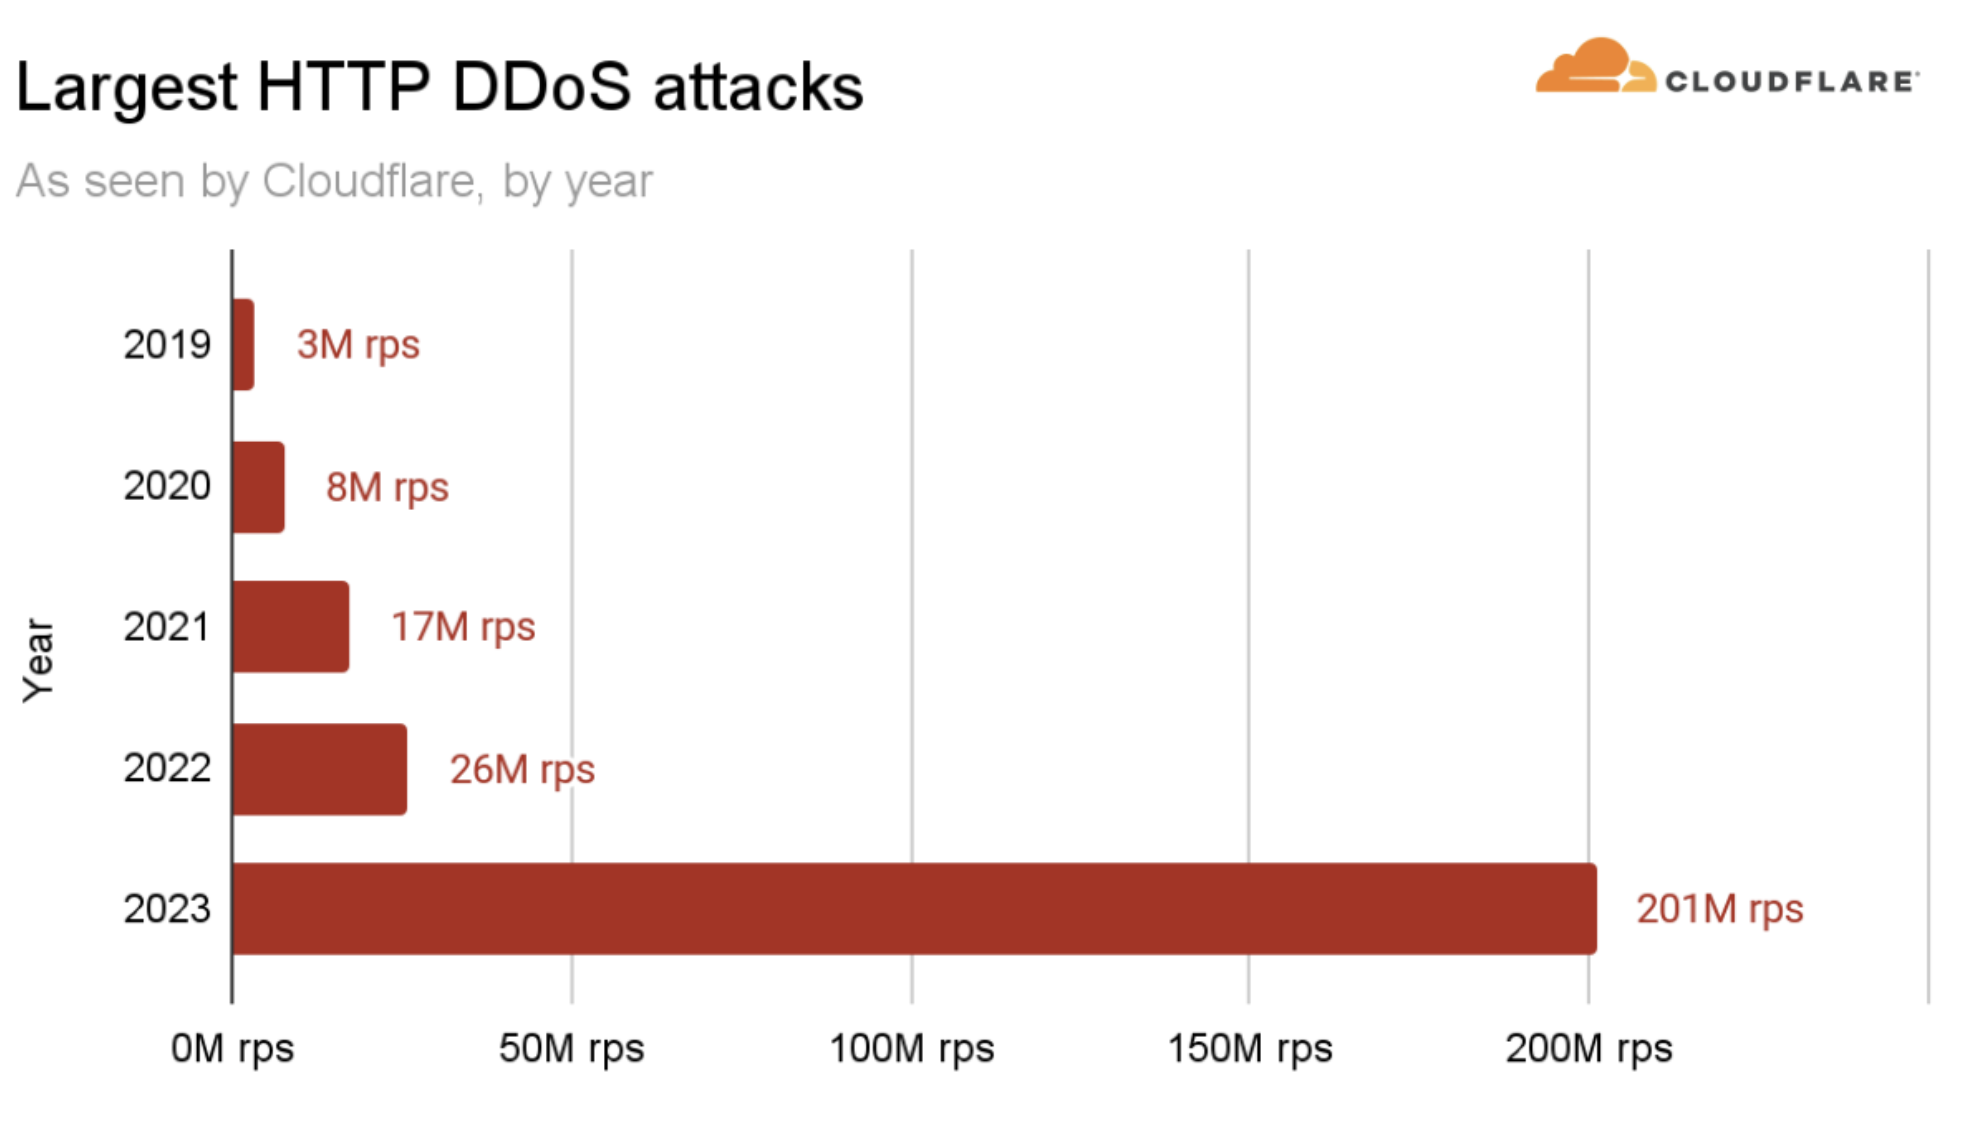 Largest HTTP DDoS attacks
CLOUDFLARE
As seen by Cloudflare, by year
2019 3M rps
2020 8M rps
2021 17M rps
2022 26M rps
2023 201M rps
Year
0M rps 50M rps 100M rps 150M rps 200M rps